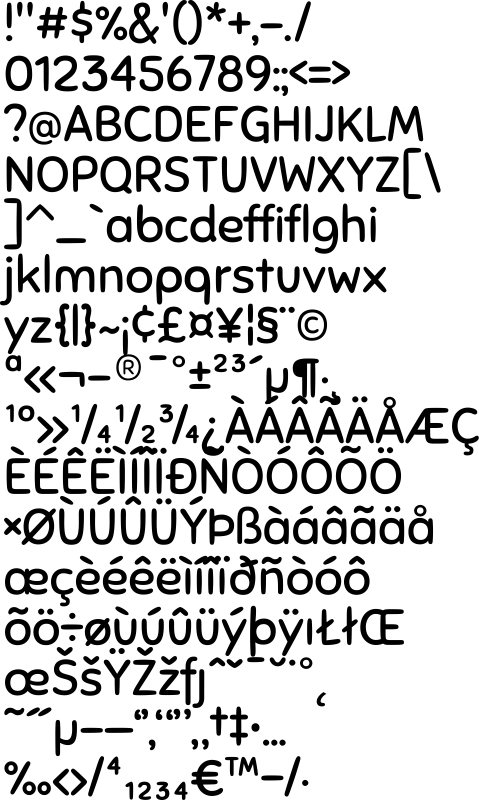 !"#$%&'()*+,-./
0123456789:;<=>
?@ABCDEFGHIJKLM
NOPQRSTUVWXYZ[\
]^_`abcdeffiflghi
jklmnopqrstuvwx
yz{|}~¡¢£¤¥¦§¨©
ª«¬-®¯°±²³´µ¶·¸
¹º»¼½¾¿ÀÁÂÃÄÅÆÇ
ÈÉÊËÌÍÎÏÐÑÒÓÔÕÖ
×ØÙÚÛÜÝÞßàáâãäå
æçèéêëìíîïðñòóô
õö÷øùúûüýþÿıŁłŒ
œŠšŸŽžƒȷˆˇˉ˘˙˚˛
˜˝μ–—‘’‚“”„†‡•…
‰‹›⁄⁴₁₂₃₄€™−∕∙